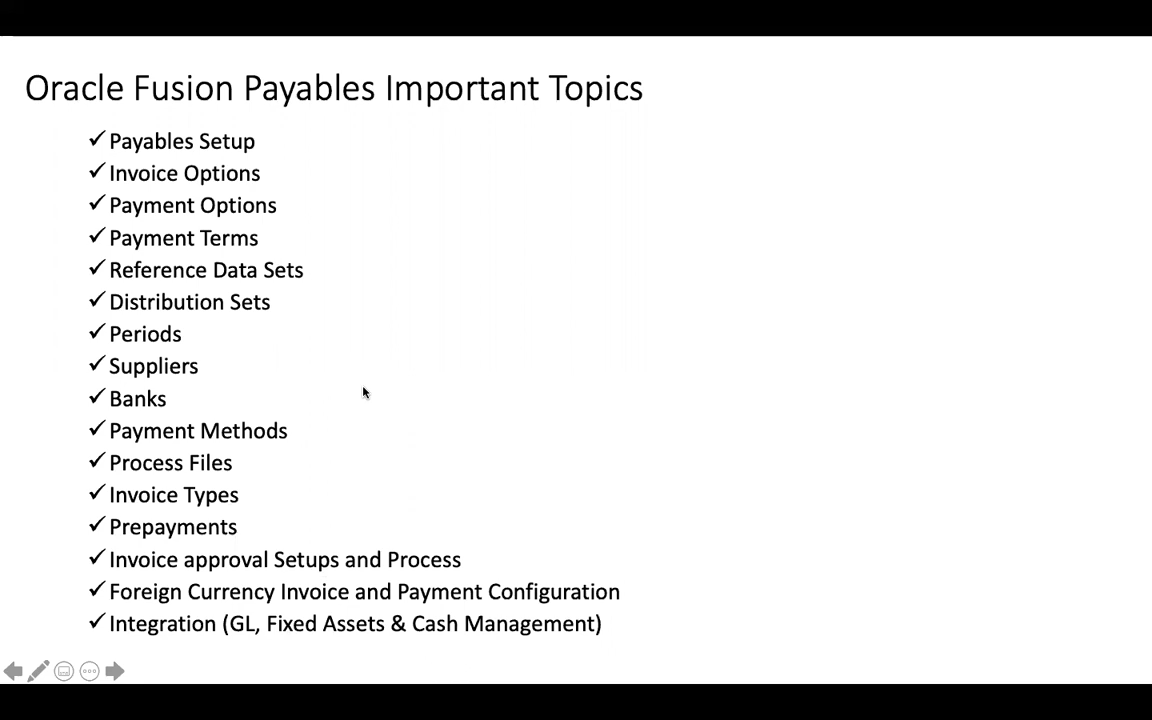 Oracle Fusion Payables Important Topics
✓Payables Setup
✓Invoice Options
✓Payment Options
✓Payment Terms
✓Reference Data Sets
✓Distribution Sets
✓Periods
✓Suppliers
✓Banks
✓Payment Methods
✓Process Files
✓Invoice Types
✓Prepayments
✓Invoice approval Setups and Process
✓Foreign Currency Invoice and Payment Configuration
✓Integration (GL, Fixed Assets & Cash Management)